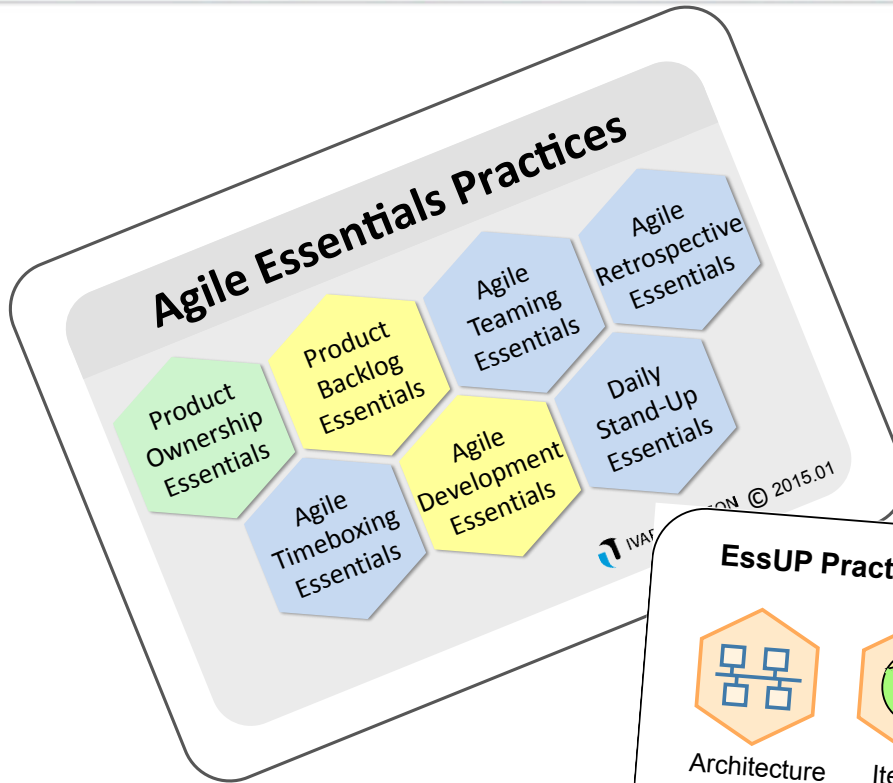 Agile Essentials Practices
Product
Ownership
Essentials
Product
Backlog
Essentials
Agile
Teaming
Essentials
Agile
Retrospective
Essentials
Agile
Timeboxing
Essentials
Agile
Development
Essentials
Daily
Stand-Up
Essentials
© 2015.01
EssUP
Architecture